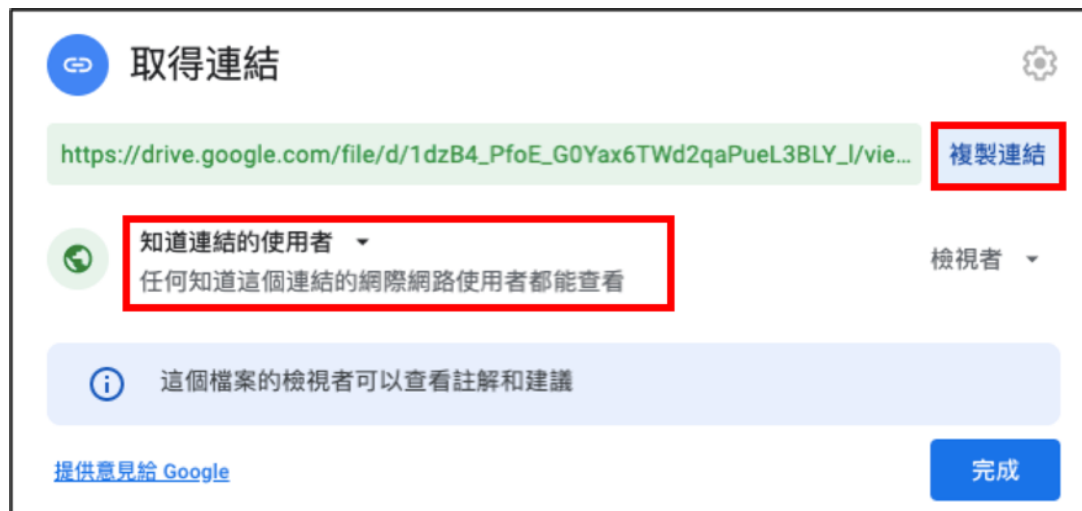 取得連結
https://drive.google.com/file/d/1dzB4_PfoE_G0Yax6TWd2qaPueL3BLY_l/vie...
複製連結
知道連結的使用者
任何知道這個連結的網際網路使用者都能查看
檢視者
這個檔案的檢視者可以查看註解和建議
提供意見給 Google
完成